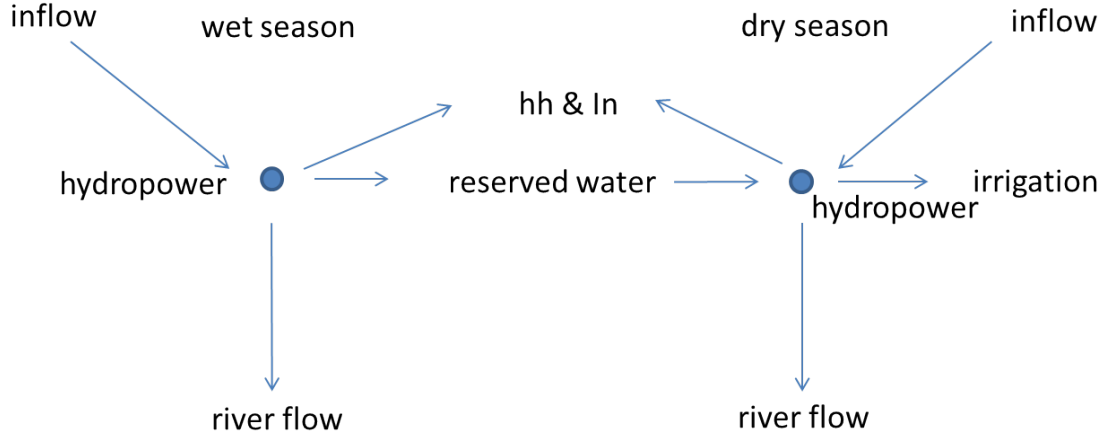 inflow
wet season
dry season
inflow
hh & In
hydropower
reserved water
irrigation
hydropower
river flow
river flow